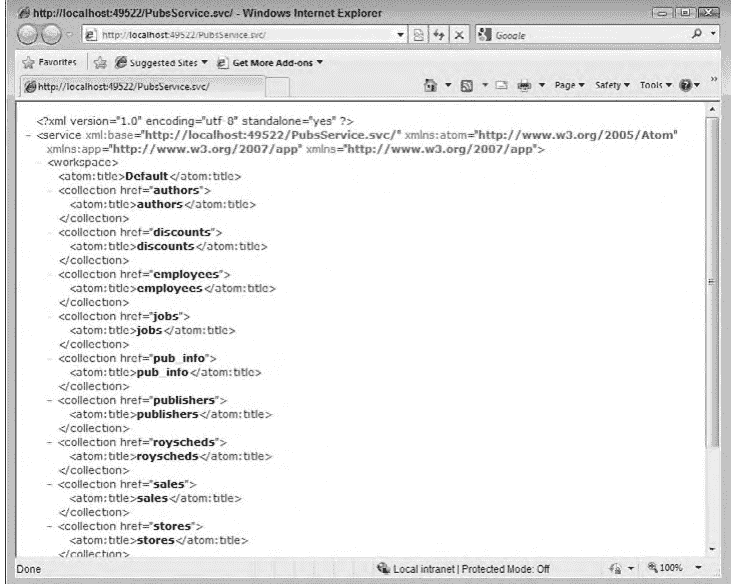 http://localhost:49522/PubsService.svc/ - Windows Internet Explorer
http://localhost:49522/PubsService.svc/
Google
Favorites
Suggested Sites
Get More Add-ons
http://localhost:49522/PubsService.svc/
Page
Safety
Tools
<?xml version="1.0" encoding="utf-8" standalone="yes" ?>
- <service xml:base="http://localhost:49522/PubsService.svc/" xmlns:atom="http://www.w3.org/2005/Atom"
xmlns:app="http://www.w3.org/2007/app" xmlns="http://www.w3.org/2007/app">
- <workspace>
<atom:title>Default</atom:title>
- <collection href="authors">
<atom:title>authors</atom:title>
</collection>
- <collection href="discounts">
<atom:title>discounts</atom:title>
</collection>
- <collection href="employees">
<atom:title>employees</atom:title>
</collection>
- <collection href="jobs">
<atom:title>jobs</atom:title>
</collection>
- <collection href="pub_info">
<atom:title>pub_info</atom:title>
</collection>
- <collection href="publishers">
<atom:title>publishers</atom:title>
</collection>
- <collection href="royscheds">
<atom:title>royscheds</atom:title>
</collection>
- <collection href="sales">
<atom:title>sales</atom:title>
</collection>
- <collection href="stores">
<atom:title>stores</atom:title>
</collection>
Done
Local intranet | Protected Mode: Off
100%